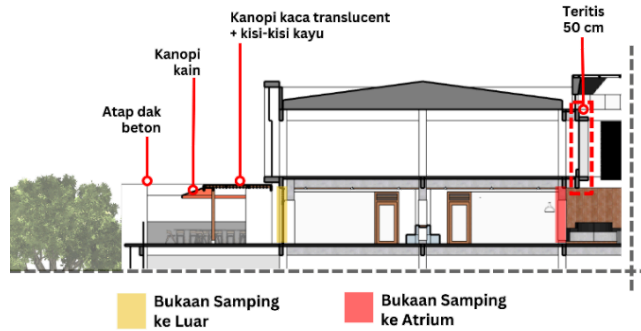 Kanopi kaca translucent
+ kisi-kisi kayu
Teritis
50 cm
Kanopi
kain
Atap dak
beton
Bukaan Samping
ke Luar
Bukaan Samping
ke Atrium